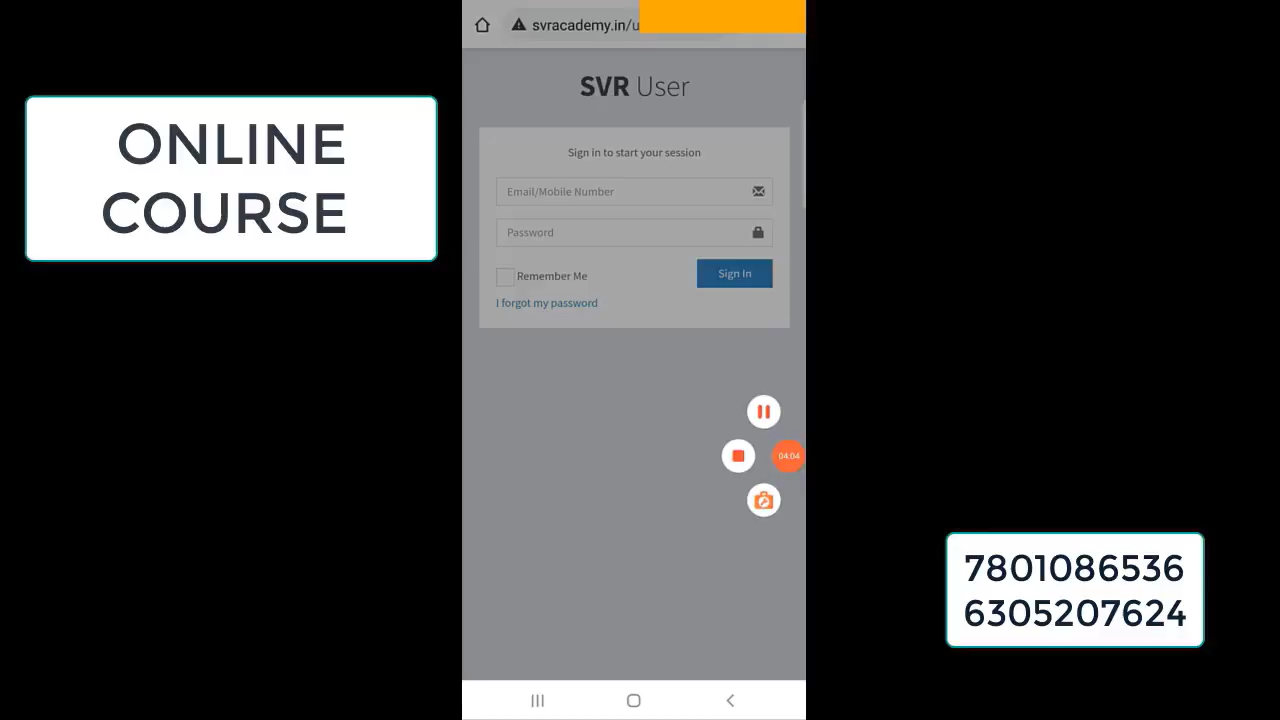 ONLINE
COURSE
svracademy.in/u
SVR User
Sign in to start your session
Email/Mobile Number
Password
Remember Me
Sign In
I forgot my password
04:04
7801086536
6305207624